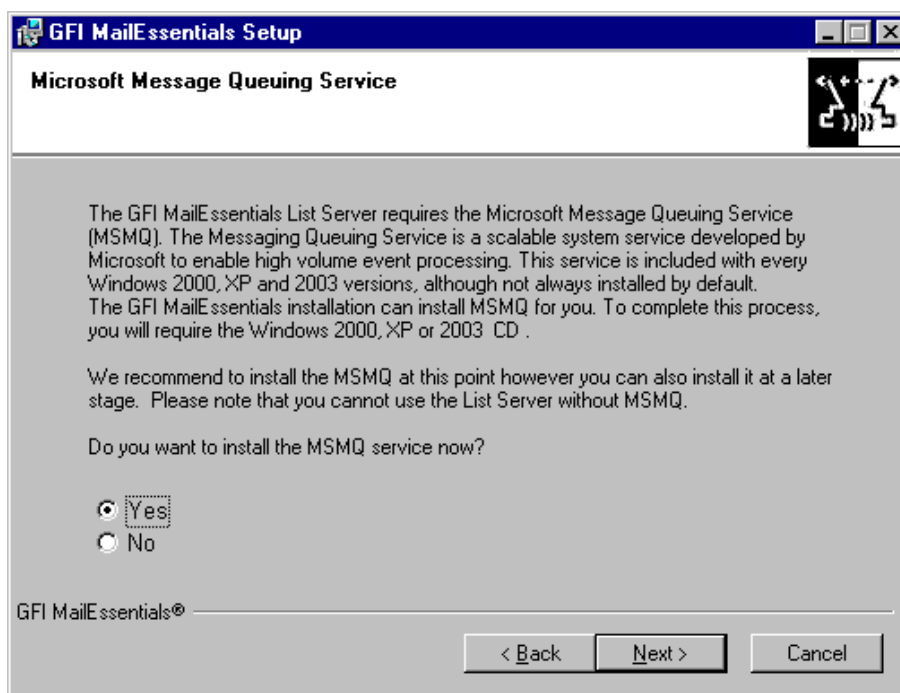 GFI MailEssentials Setup
Microsoft Message Queuing Service
The GFI MailEssentials List Server requires the Microsoft Message Queuing Service
(MSMQ). The Messaging Queuing Service is a scalable system service developed by
Microsoft to enable high volume event processing. This service is included with every
Windows 2000, XP and 2003 versions, although not always installed by default.
The GFI MailEssentials installation can install MSMQ for you. To complete this process,
you will require the Windows 2000, XP or 2003 CD .
We recommend to install the MSMQ at this point however you can also install it at a later
stage. Please note that you cannot use the List Server without MSMQ.
Do you want to install the MSMQ service now?
Yes
No
GFI MailEssentials®
< Back Next > Cancel